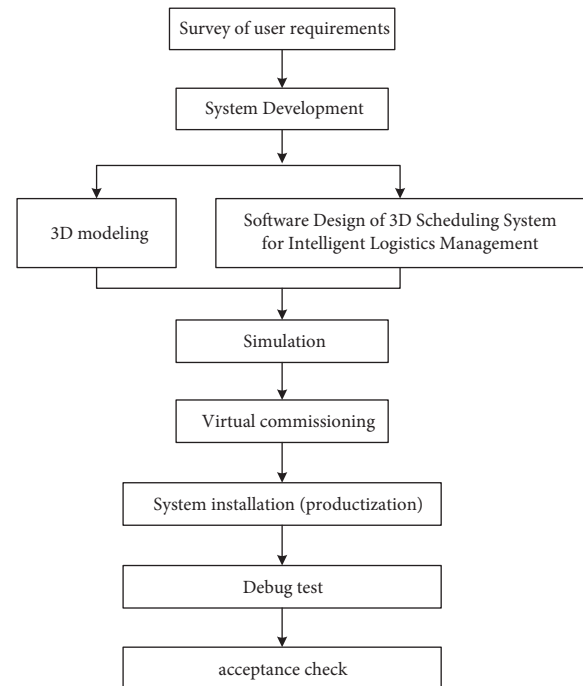 Survey of user requirements
System Development
3D modeling
Software Design of 3D Scheduling System
for Intelligent Logistics Management
Simulation
Virtual commissioning
System installation (productization)
Debug test
acceptance check